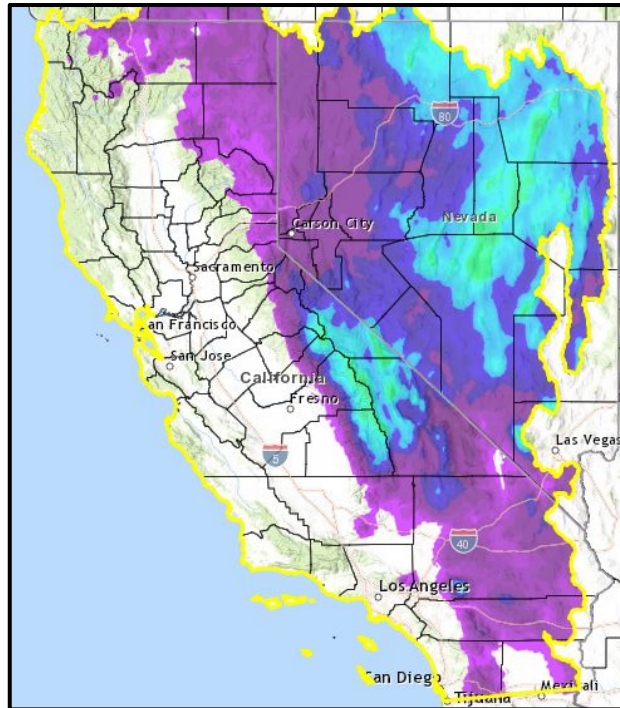 80
Nevada
Carson City
Sacramento
an Francisco
San Jose
California
Fresno
5
Las Vegas
40
Los Angeles
San Diego
Tijuana
Mexicali